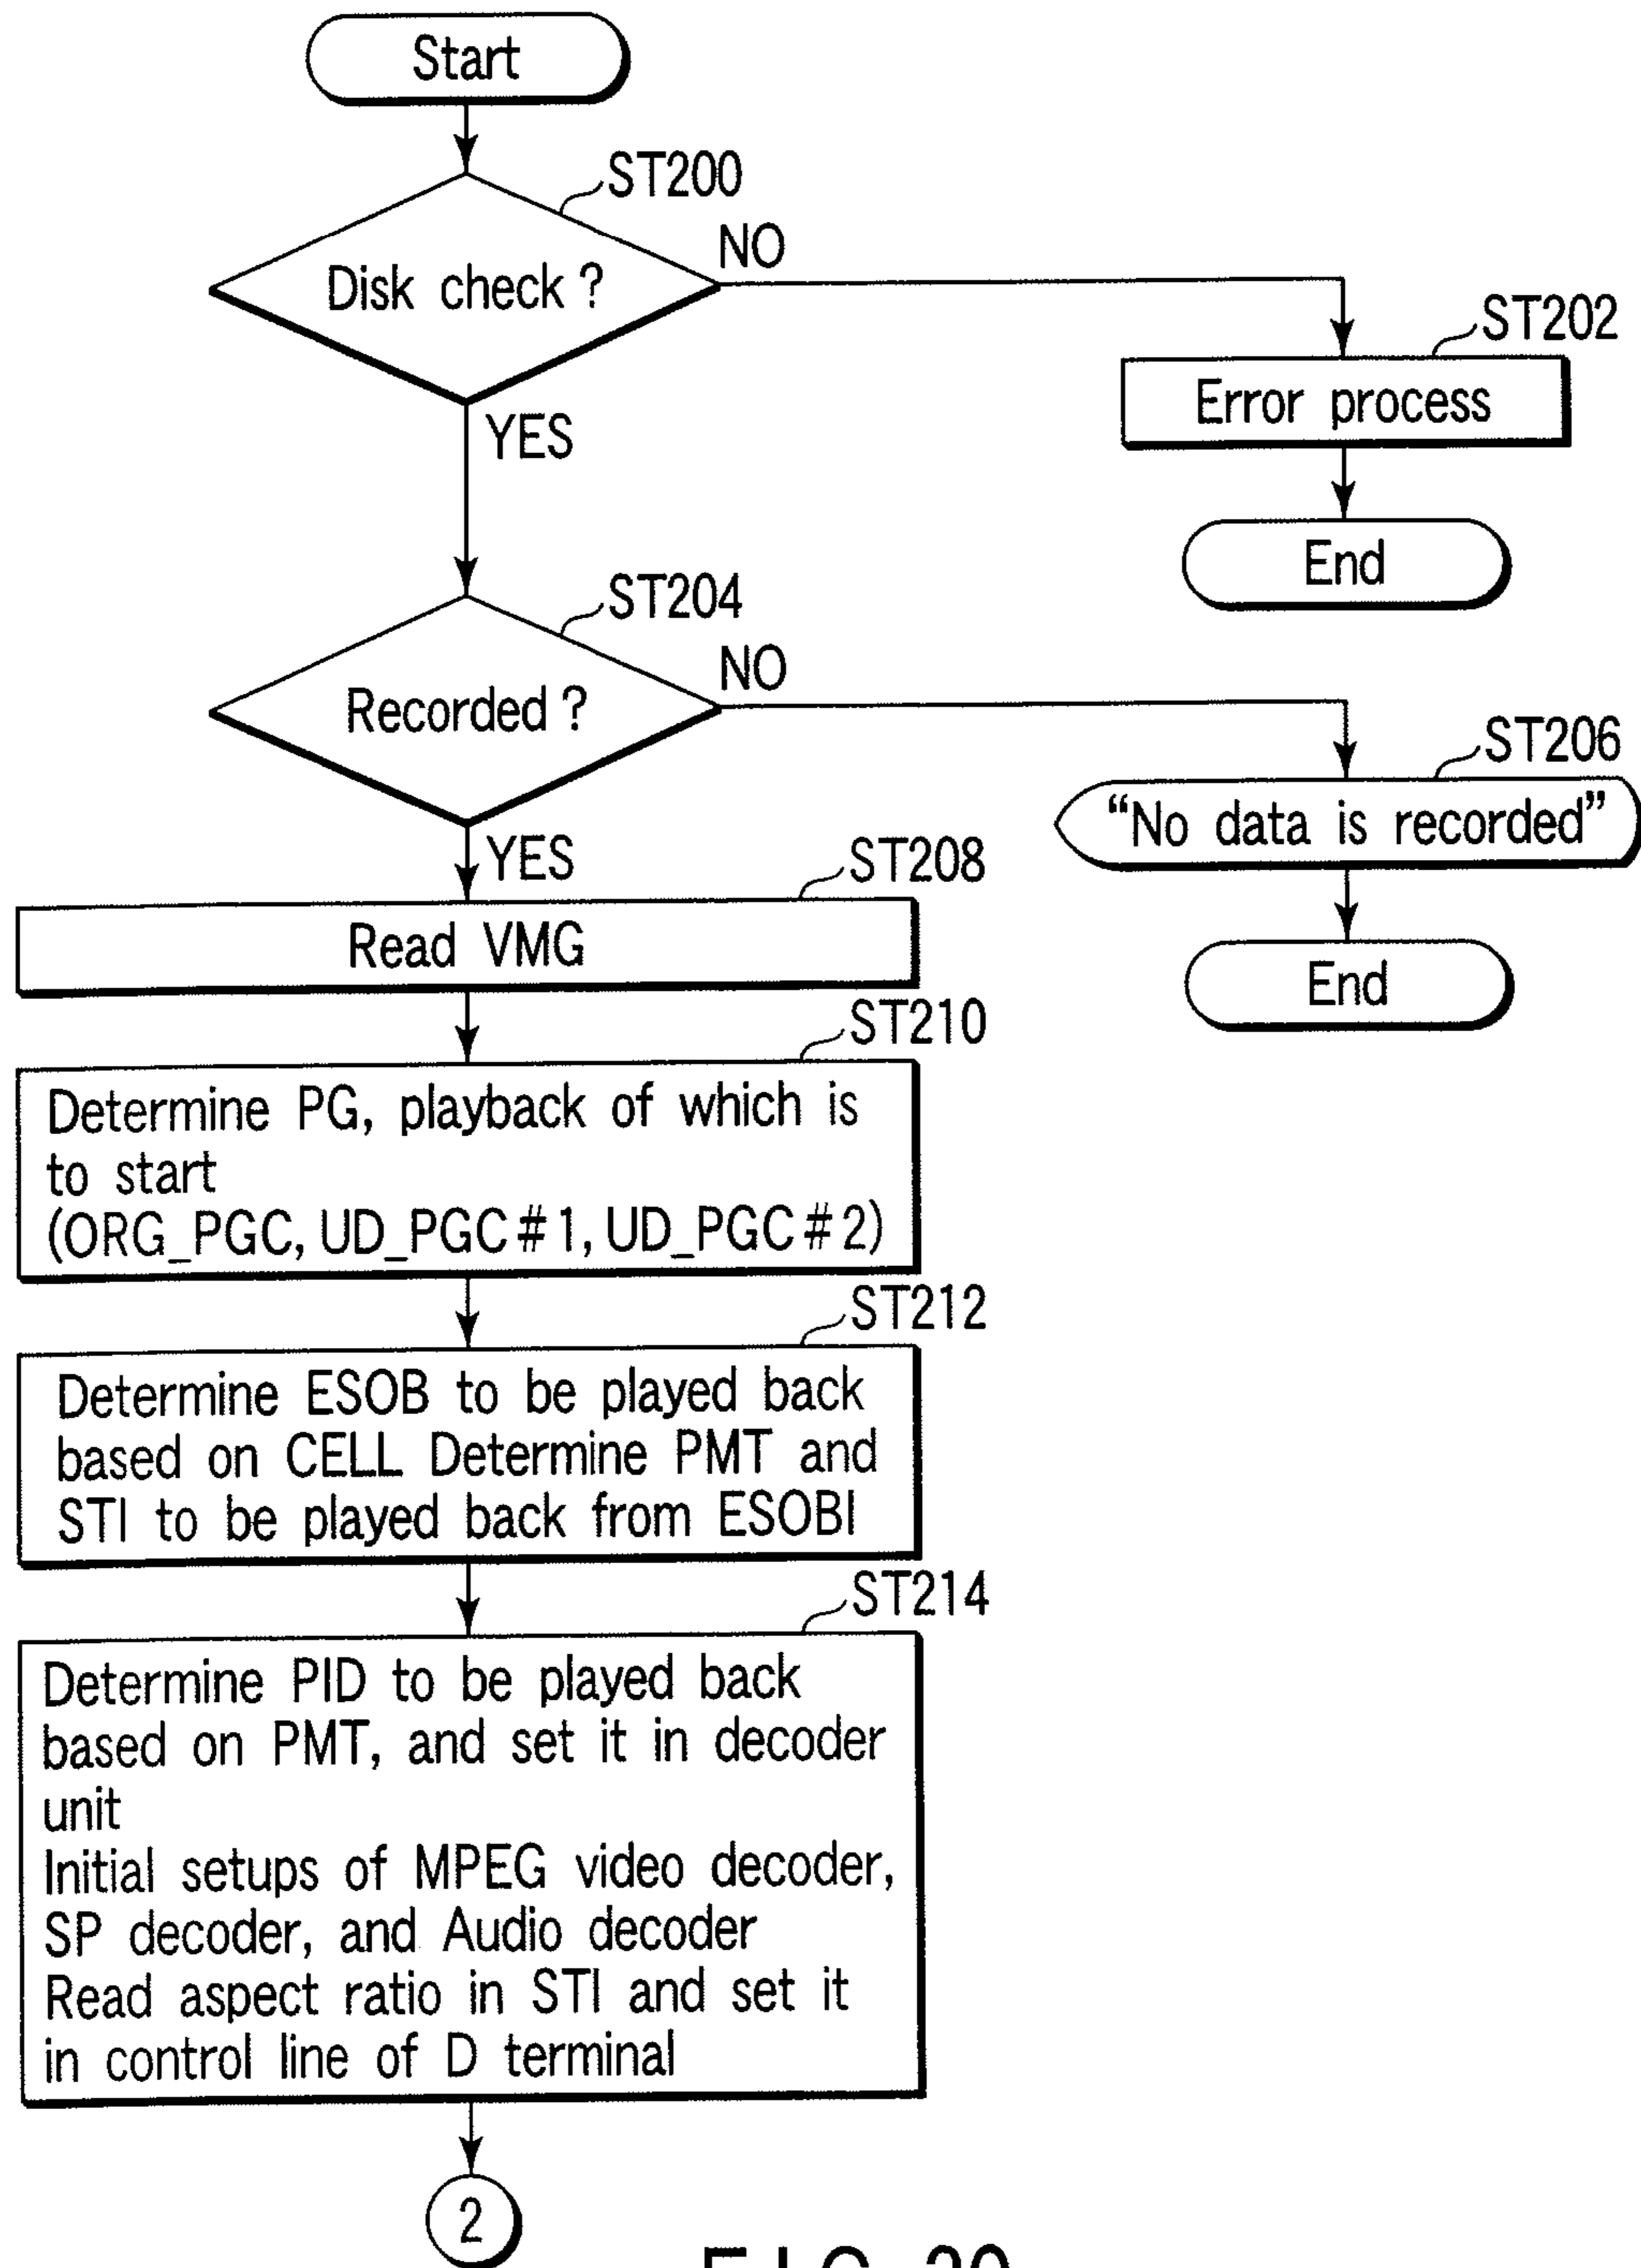 Start
ST200
Disk check ?
NO
ST202
Error process
YES
End
ST204
Recorded ?
NO
ST206
“No data is recorded”
YES
ST208
Read VMG
End
ST210
Determine PG, playback of which is
to start
(ORG_PGC, UD_PGC # 1, UD_PGC # 2)
ST212
Determine ESOB to be played back
based on CELL Determine PMT and
STI to be played back from ESOBI
ST214
Determine PID to be played back
based on PMT, and set it in decoder
unit
Initial setups of MPEG video decoder,
SP decoder, and Audio decoder
Read aspect ratio in STI and set it
in control line of D terminal
2